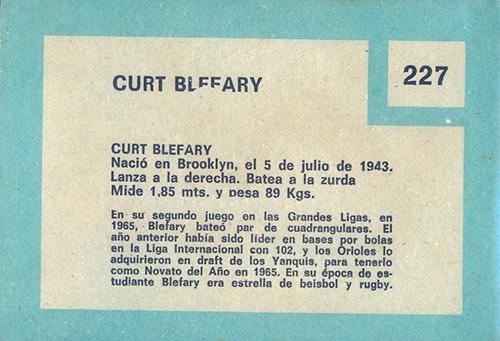 227
CURT BLEFARY
CURT BLEFARY
Nació en Brooklyn, el 5 de julio de 1943.
Lanza a la derecha. Batea a la zurda
Mide 1,85 mts. y pesa 89 Kgs.
En su segundo juego en las Grandes Ligas, en
1965, Blefary bateó par de cuadrangulares. El
año anterior había sido líder en bases por bolas
en la Liga Internacional con 102, y los Orioles lo
adquirieron en draft de los Yanquis, para tenerlo
como Novato del Año en 1965. En su época de es-
tudiante Blefary era estrella de beisbol y rugby.